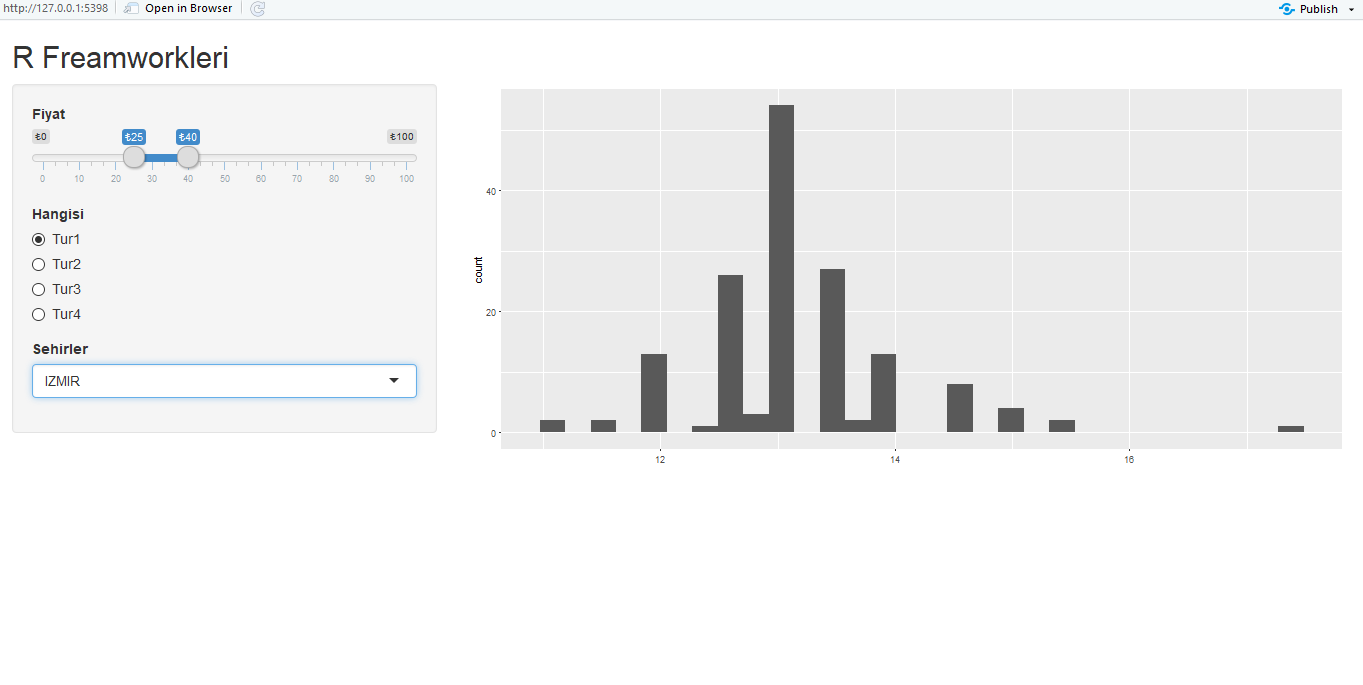 http://127.0.0.1:5398 Open in Browser Publish
R Freamworkleri
Fiyat
₺0 ₺25 ₺40 ₺100
0 10 20 30 40 50 60 70 80 90 100
Hangisi
Tur1
Tur2
Tur3
Tur4
Sehirler
IZMIR
count
40
20
0
12 14 16